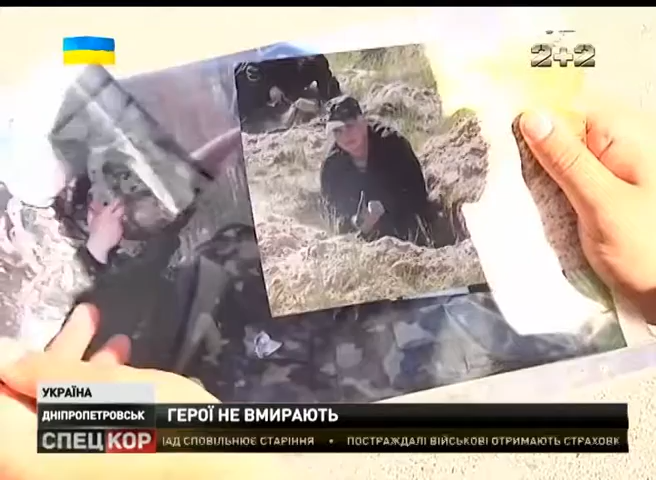 2+2
УКРАЇНА
ДНІПРОПЕТРОВСЬК
ГЕРОЇ НЕ ВМИРАЮТЬ
СПЕЦКОР
АД СПОВІЛЬНЮЄ СТАРІННЯ • ПОСТРАЖДАЛІ ВІЙСЬКОВІ ОТРИМАЮТЬ СТРАХОВК